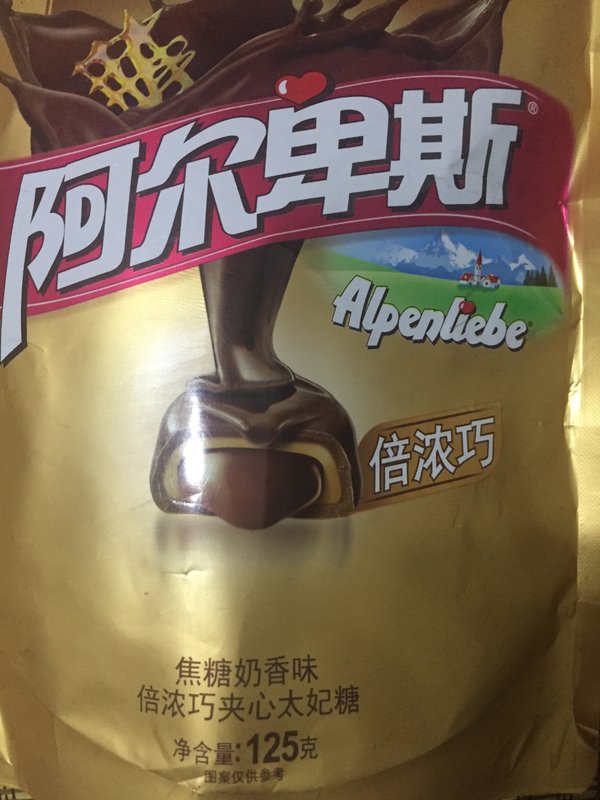 阿尔卑斯®
Alpenliebe
倍浓巧
焦糖奶香味
倍浓巧夹心太妃糖
净含量:125克
图案仅供参考